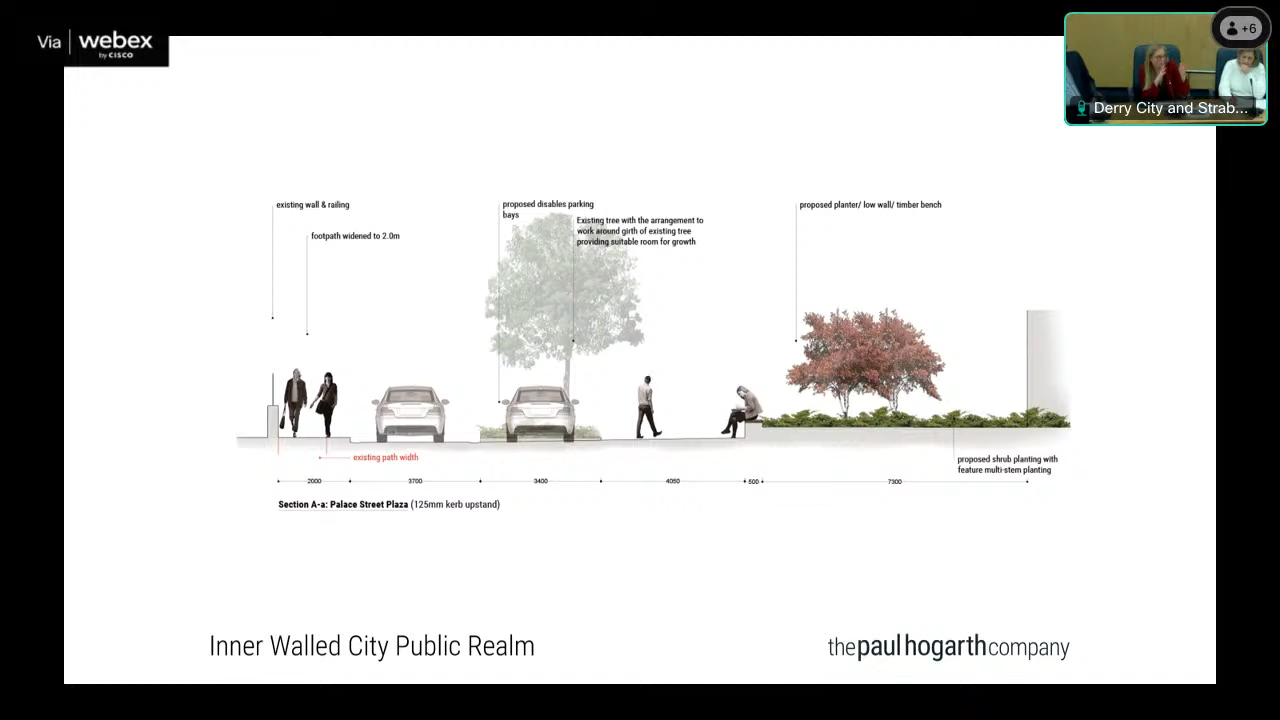 Via webex
by CISCO
+6
Derry City and Strab...
existing wall & railing
footpath widened to 2.0m
proposed disables parking
bays
Existing tree with the arrangement to
work around girth of existing tree
providing suitable room for growth
proposed planter/ low wall/ timber bench
existing path width
proposed shrub planting with
feature multi-stem planting
2000 3700 3400 4050 500 7300
Section A-a: Palace Street Plaza (125mm kerb upstand)
Inner Walled City Public Realm
thepaulhogarthcompany